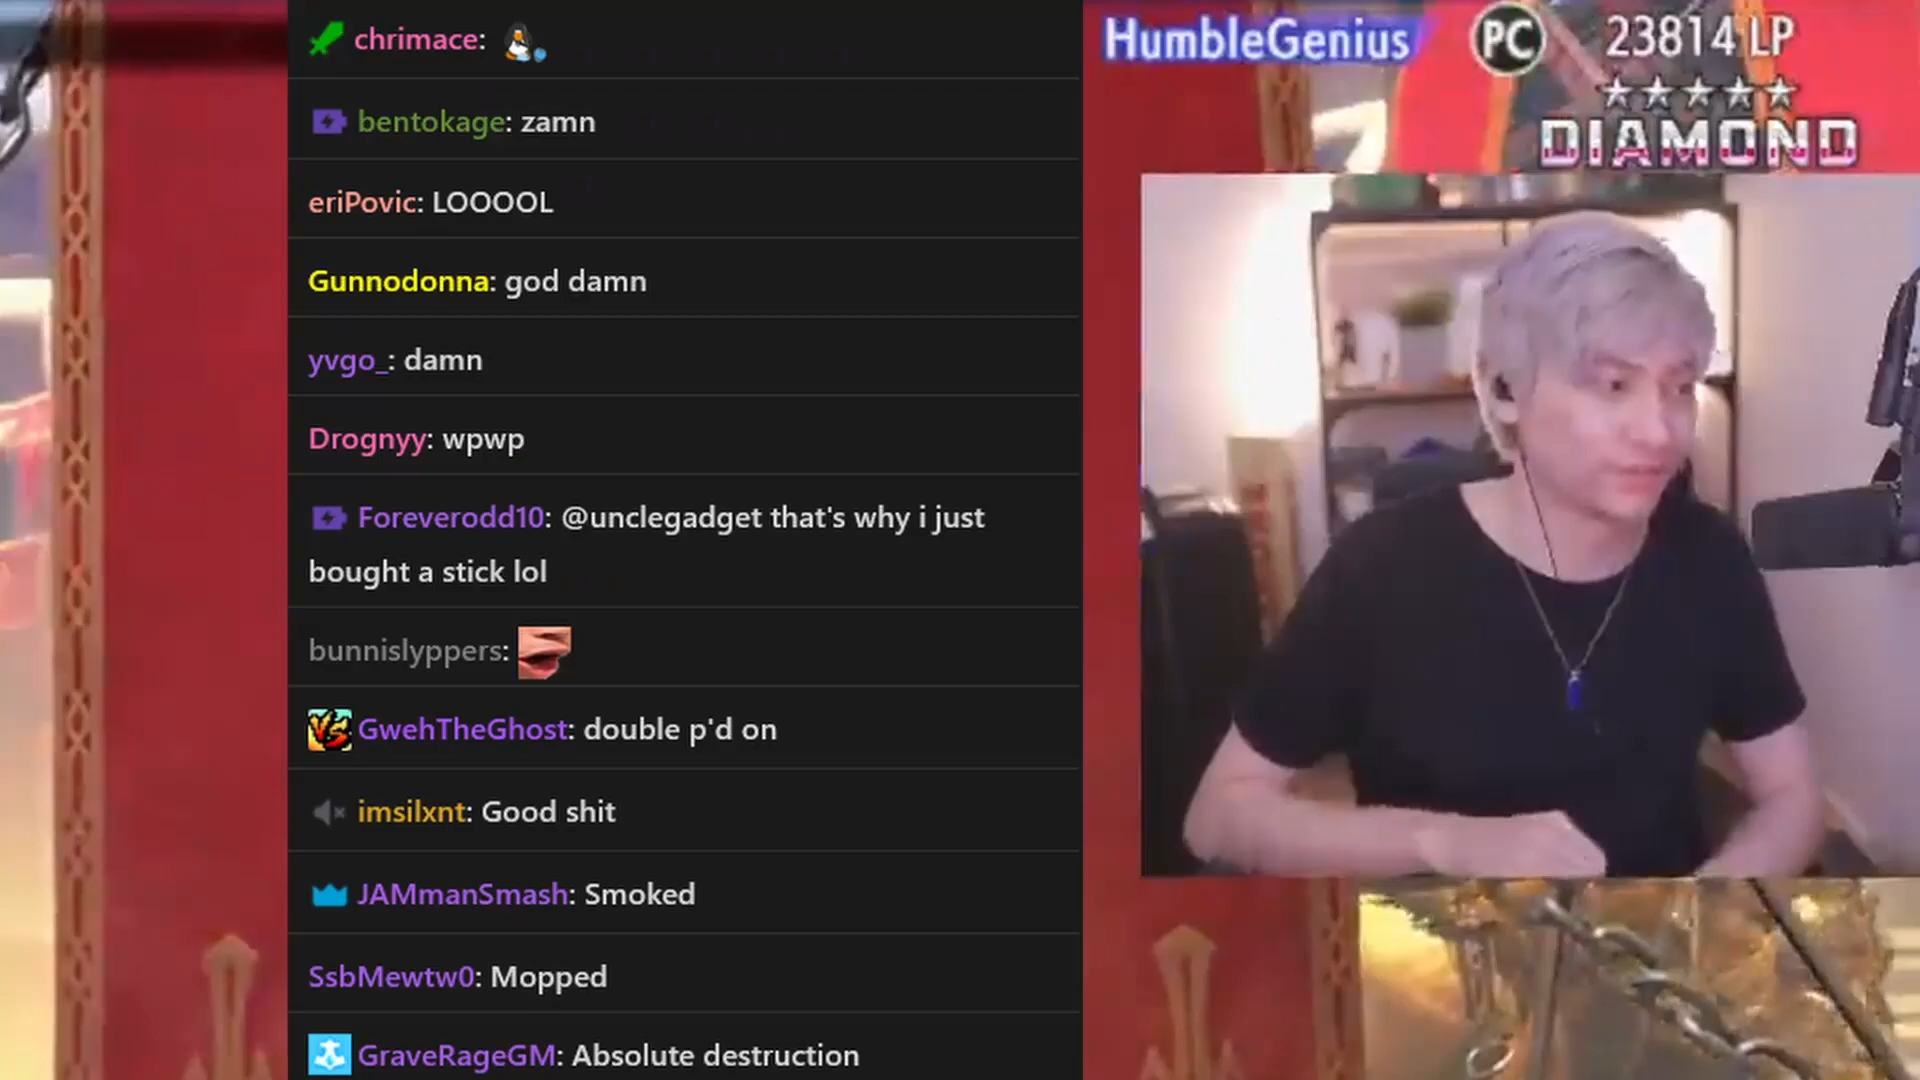 chrimace:
bentokage: zamn
eriPovic: LOOOOL
Gunnodonna: god damn
yvgo_: damn
Drognyy: wpwp
Foreverodd10: @unclegadget that's why i just
bought a stick lol
bunnislyppers:
VS GwehTheGhost: double p'd on
imsilxnt: Good shit
JAMmanSmash: Smoked
SsbMewtw0: Mopped
GraveRageGM: Absolute destruction
HumbleGenius PC 23814 LP
DIAMOND